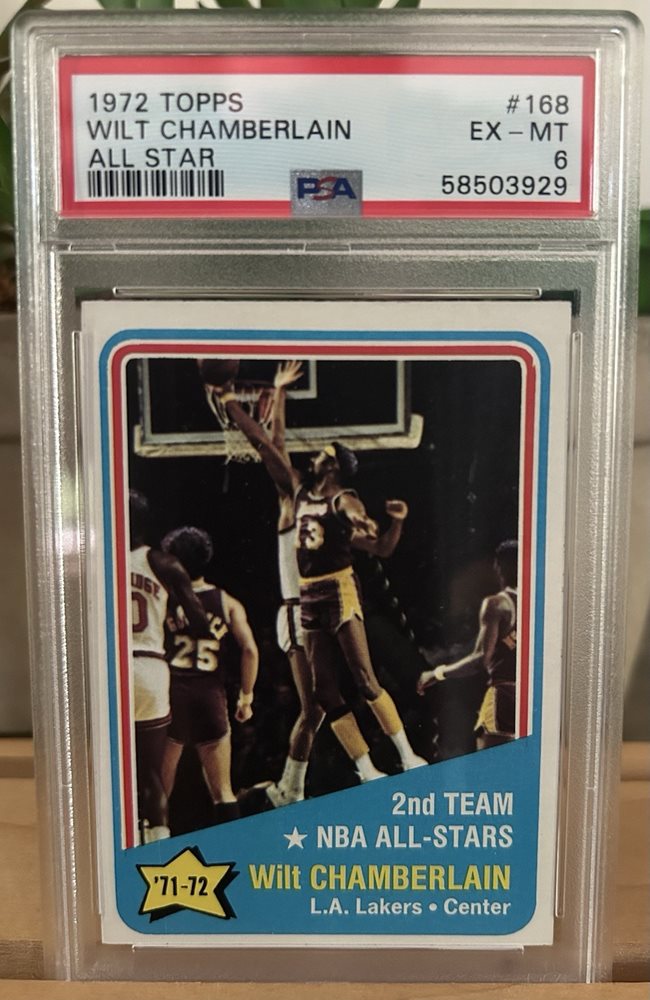 1972 TOPPS #168
WILT CHAMBERLAIN EX - MT
ALL STAR 6
PSA 58503929
13
25
2nd TEAM
★ NBA ALL-STARS
'71-72 Wilt CHAMBERLAIN
L.A. Lakers • Center